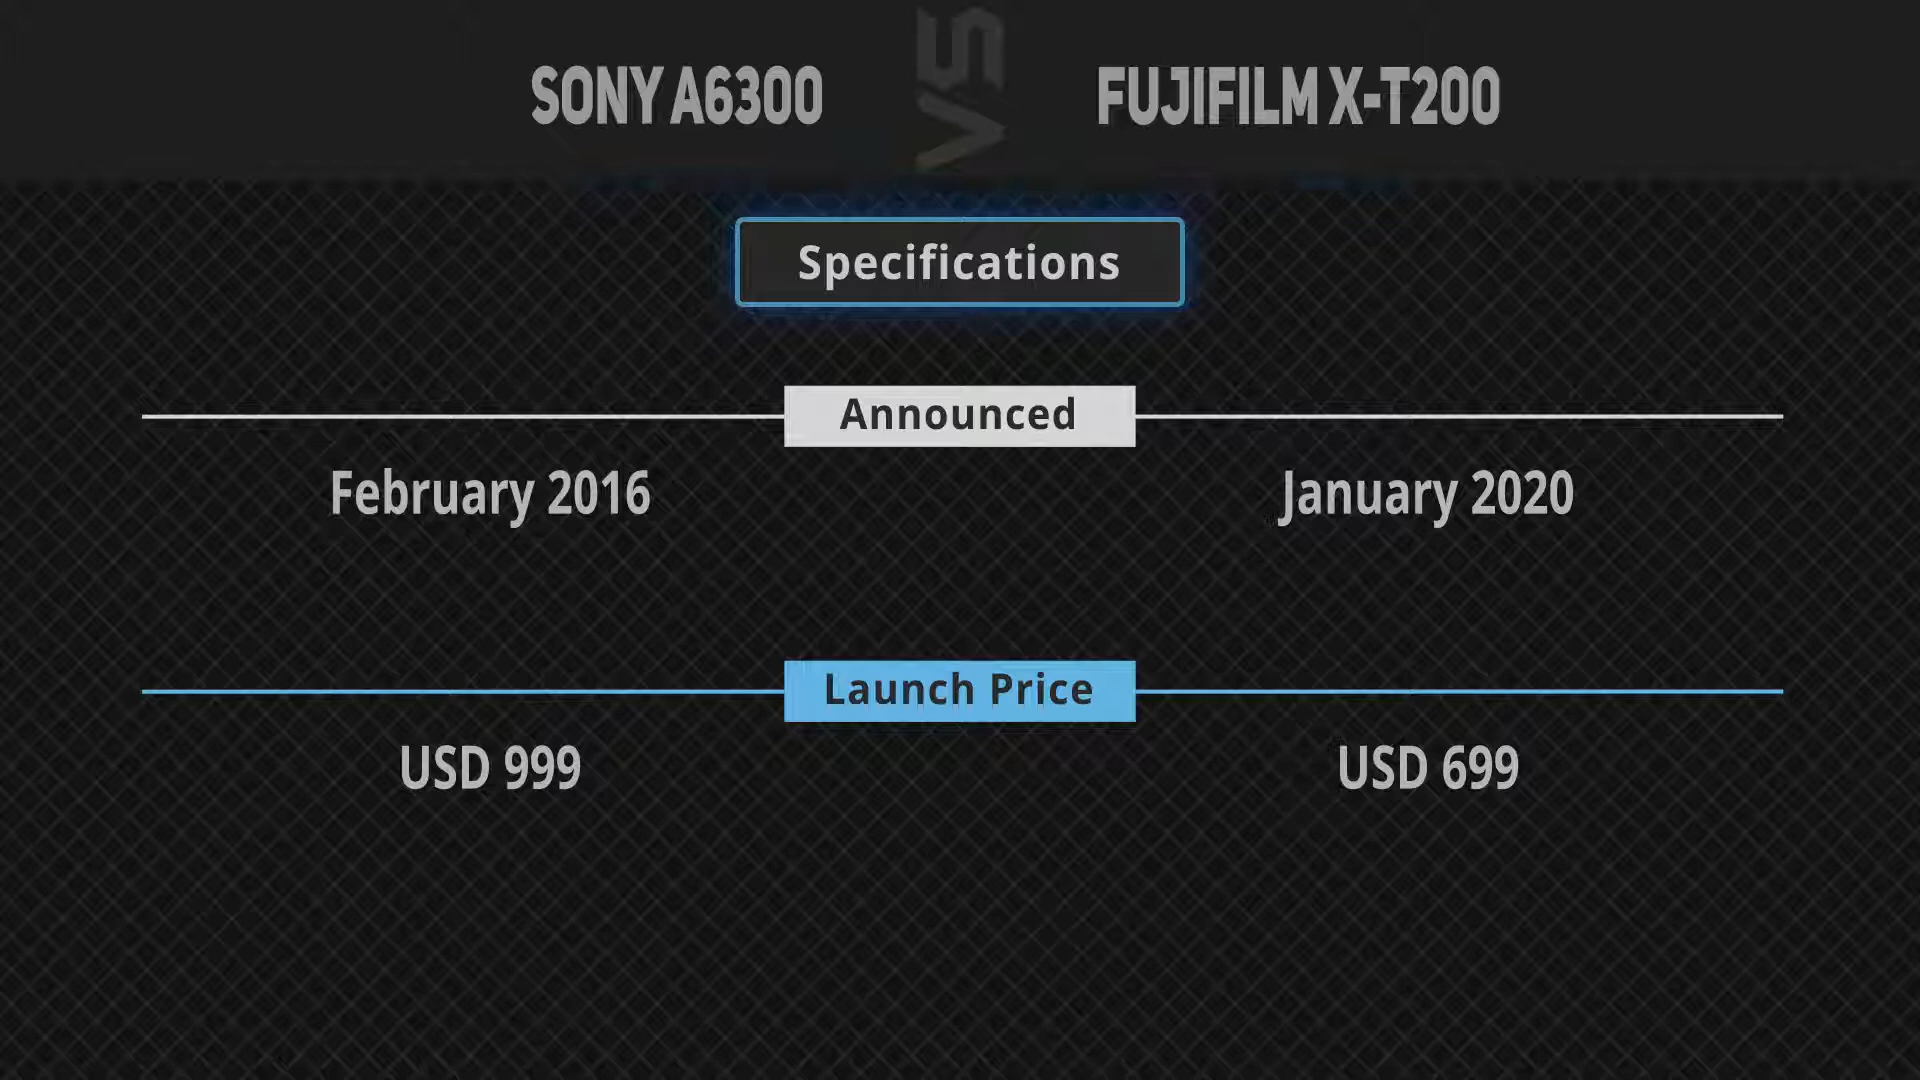 SONY A6300 VS FUJIFILM X-T200
Specifications
Announced
February 2016 January 2020
Launch Price
USD 999 USD 699